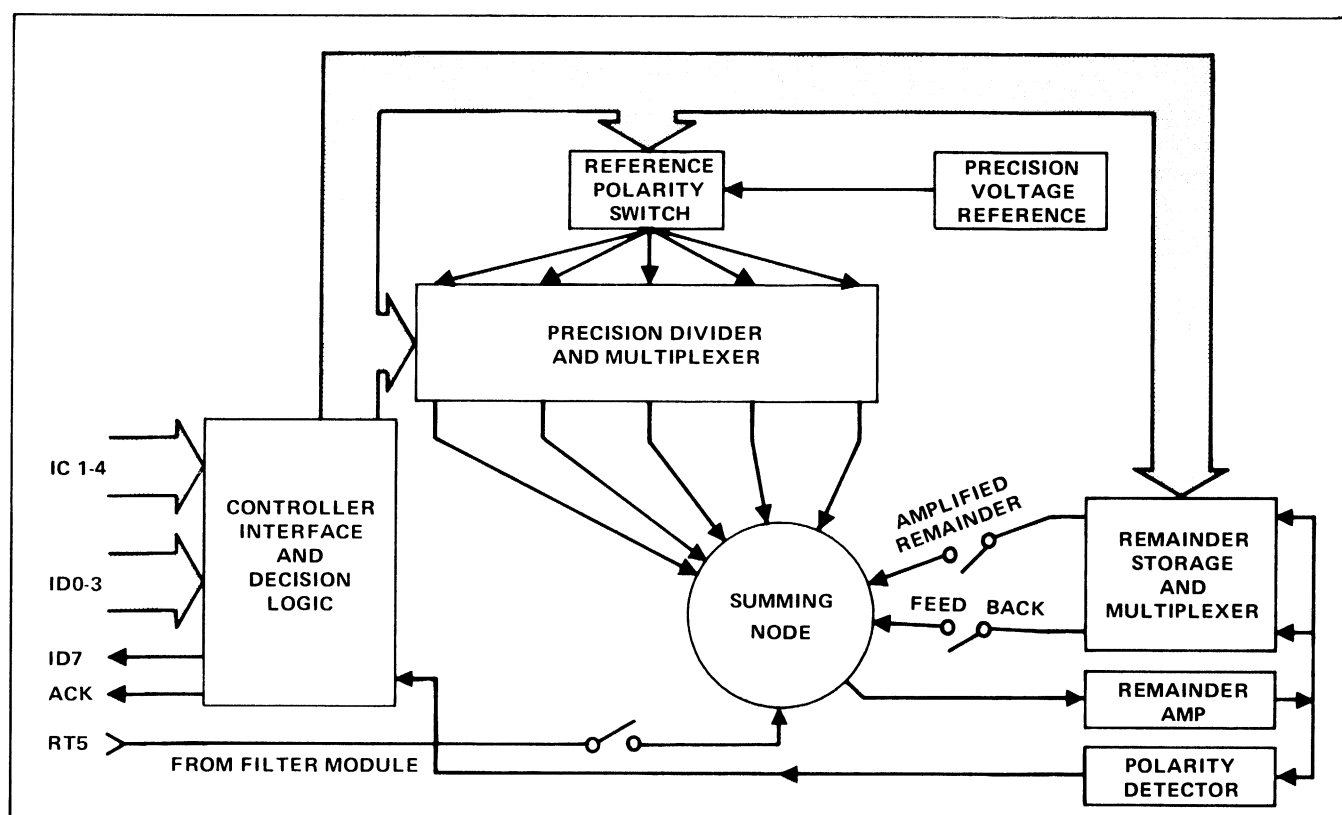 REFERENCE
POLARITY
SWITCH
PRECISION
VOLTAGE
REFERENCE
PRECISION DIVIDER
AND MULTIPLEXER
IC 1-4
ID0-3
ID7
ACK
RT5
CONTROLLER
INTERFACE
AND
DECISION
LOGIC
AMPLIFIED
REMAINDER
FEED BACK
SUMMING
NODE
REMAINDER
STORAGE
AND
MULTIPLEXER
REMAINDER
AMP
POLARITY
DETECTOR
FROM FILTER MODULE